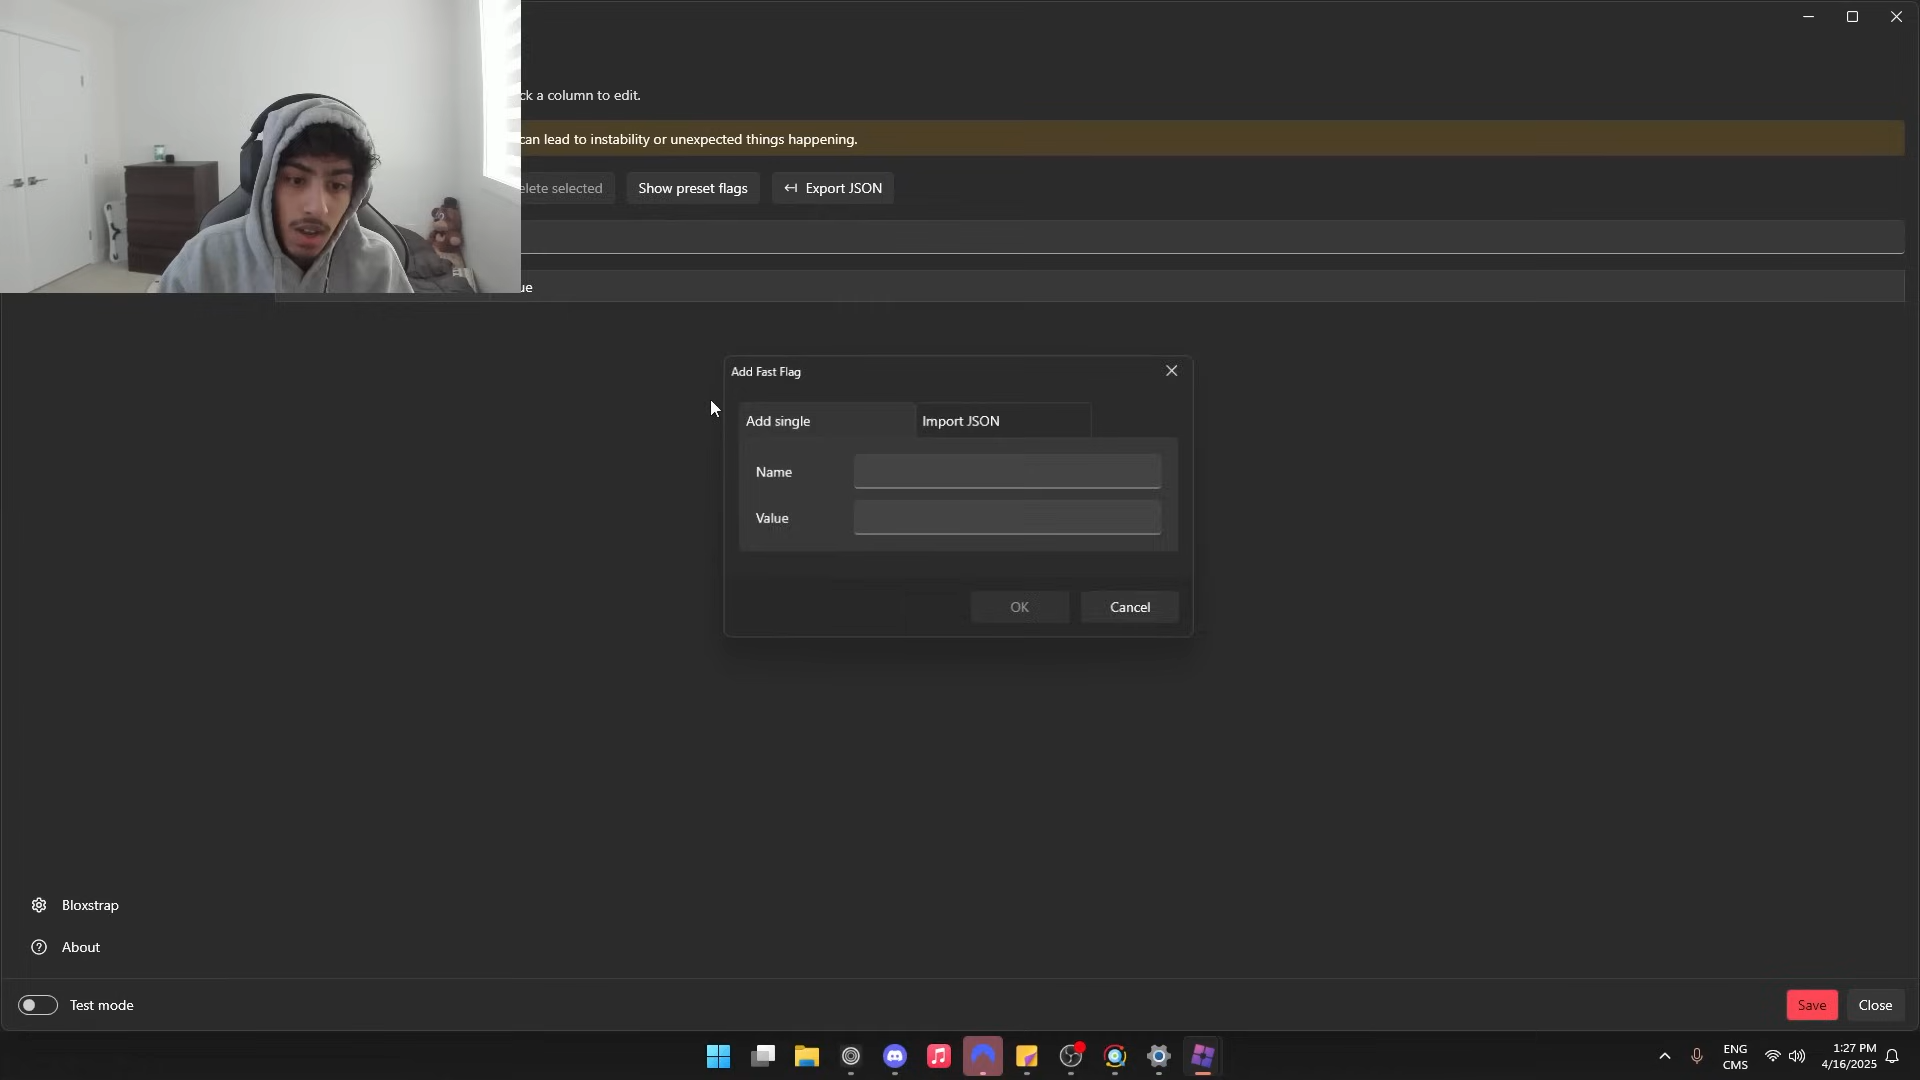 ck a column to edit.
can lead to instability or unexpected things happening.
elete selected
Show preset flags
Export JSON
ue
Add Fast Flag
Add single
Import JSON
Name
Value
OK
Cancel
Bloxstrap
About
Test mode
Save
Close
ENG
CMS
1:27 PM
4/16/2025